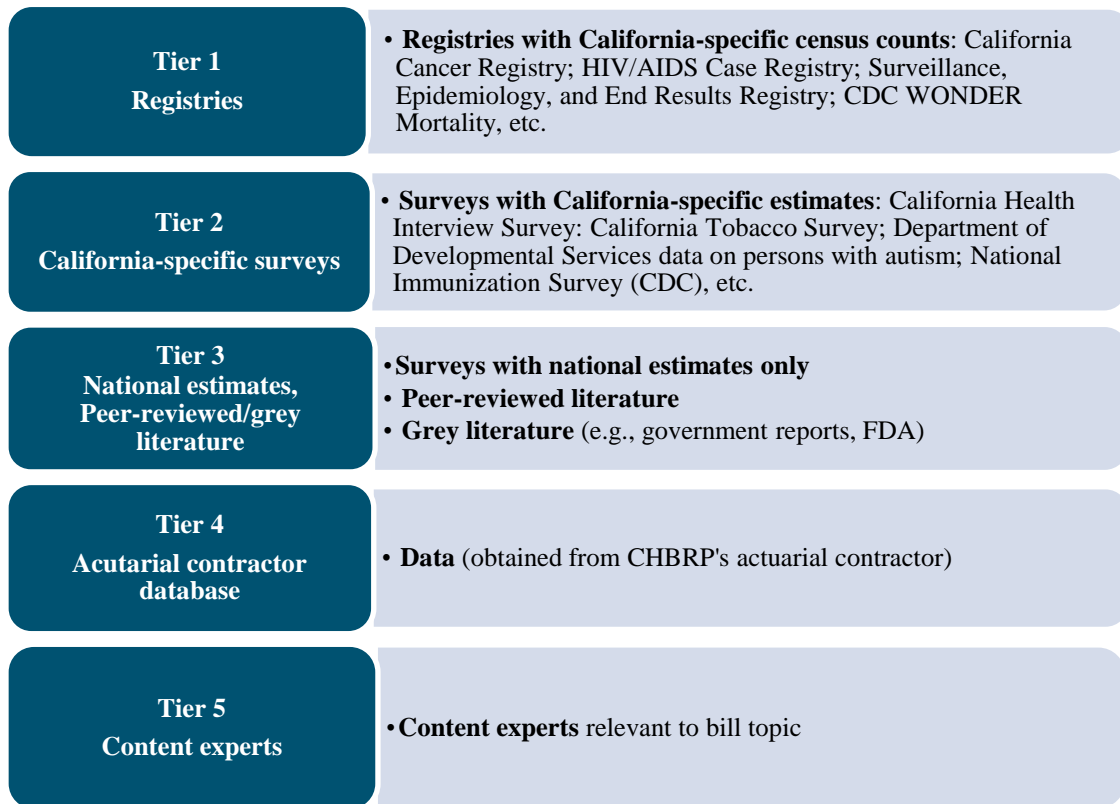 Tier 1
Registries
• Registries with California-specific census counts: California
Cancer Registry; HIV/AIDS Case Registry; Surveillance,
Epidemiology, and End Results Registry; CDC WONDER
Mortality, etc.
Tier 2
California-specific surveys
• Surveys with California-specific estimates: California Health
Interview Survey: California Tobacco Survey; Department of
Developmental Services data on persons with autism; National
Immunization Survey (CDC), etc.
Tier 3
National estimates,
Peer-reviewed/grey
literature
• Surveys with national estimates only
• Peer-reviewed literature
• Grey literature (e.g., government reports, FDA)
Tier 4
Acutarial contractor
database
• Data (obtained from CHBRP's actuarial contractor)
Tier 5
Content experts
• Content experts relevant to bill topic